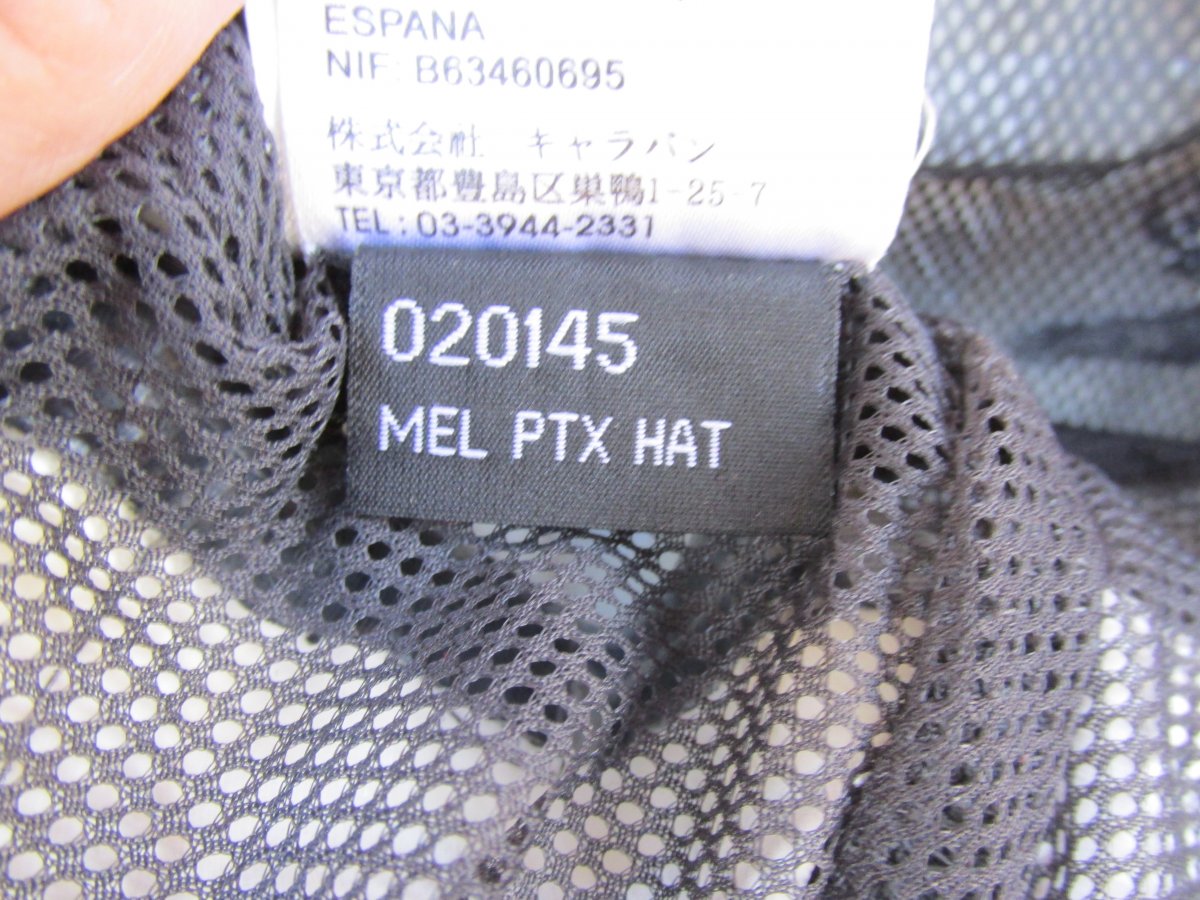 ESPANA
NIF: B63460695
株式会社 キャラバン
東京都豊島区巣鴨1-25-7
TEL : 03-3944-2331
020145
MEL PTX HAT